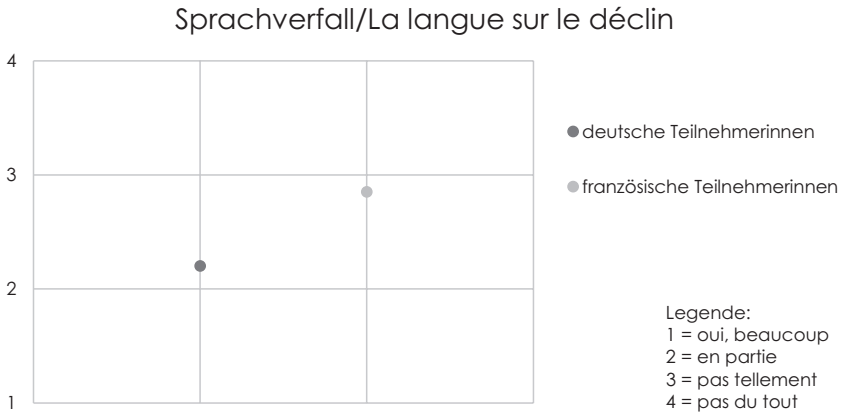 Sprachverfall/La langue sur le déclin
4
3
2
1
deutsche Teilnehmerinnen
französische Teilnehmerinnen
Legende:
1 = oui, beaucoup
2 = en partie
3 = pas tellement
4 = pas du tout